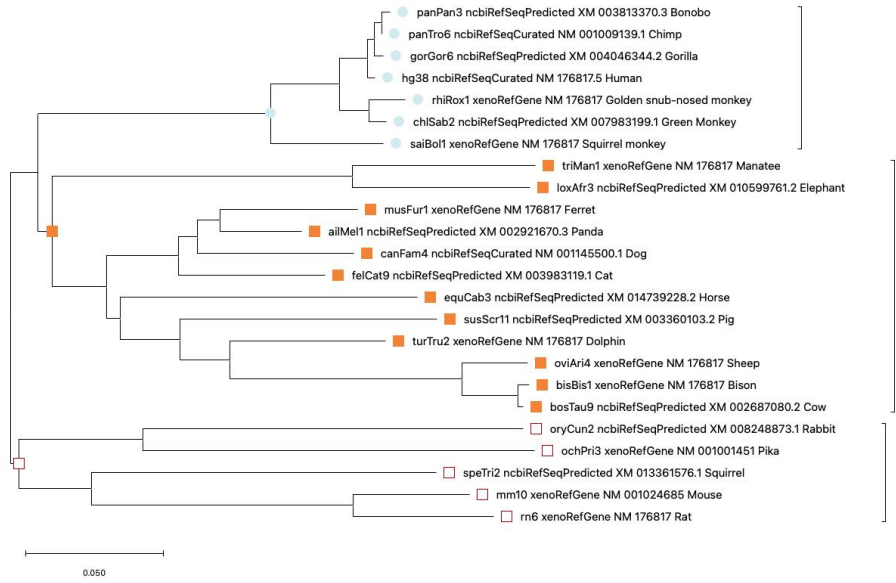 panPan3 ncbiRefSeqPredicted XM 003813370.3 Bonobo
panTro6 ncbiRefSeqCurated NM 001009139.1 Chimp
gorGor6 ncbiRefSeqPredicted XM 004046344.2 Gorilla
hg38 ncbiRefSeqCurated NM 176817.5 Human
rhiRox1 xenoRefGene NM 176817 Golden snub-nosed monkey
chlSab2 ncbiRefSeqPredicted XM 007983199.1 Green Monkey
saiBol1 xenoRefGene NM 176817 Squirrel monkey
triMan1 xenoRefGene NM 176817 Manatee
loxAfr3 ncbiRefSeqPredicted XM 010599761.2 Elephant
musFur1 xenoRefGene NM 176817 Ferret
ailMel1 ncbiRefSeqPredicted XM 002921670.3 Panda
canFam4 ncbiRefSeqCurated NM 001145500.1 Dog
felCat9 ncbiRefSeqPredicted XM 003983119.1 Cat
equCab3 ncbiRefSeqPredicted XM 014739228.2 Horse
susScr11 ncbiRefSeqPredicted XM 003360103.2 Pig
turTru2 xenoRefGene NM 176817 Dolphin
oviAri4 xenoRefGene NM 176817 Sheep
bisBis1 xenoRefGene NM 176817 Bison
bosTau9 ncbiRefSeqPredicted XM 002687080.2 Cow
oryCun2 ncbiRefSeqPredicted XM 008248873.1 Rabbit
ochPri3 xenoRefGene NM 001001451 Pika
speTri2 ncbiRefSeqPredicted XM 013361576.1 Squirrel
mm10 xenoRefGene NM 001024685 Mouse
rn6 xenoRefGene NM 176817 Rat
0.050